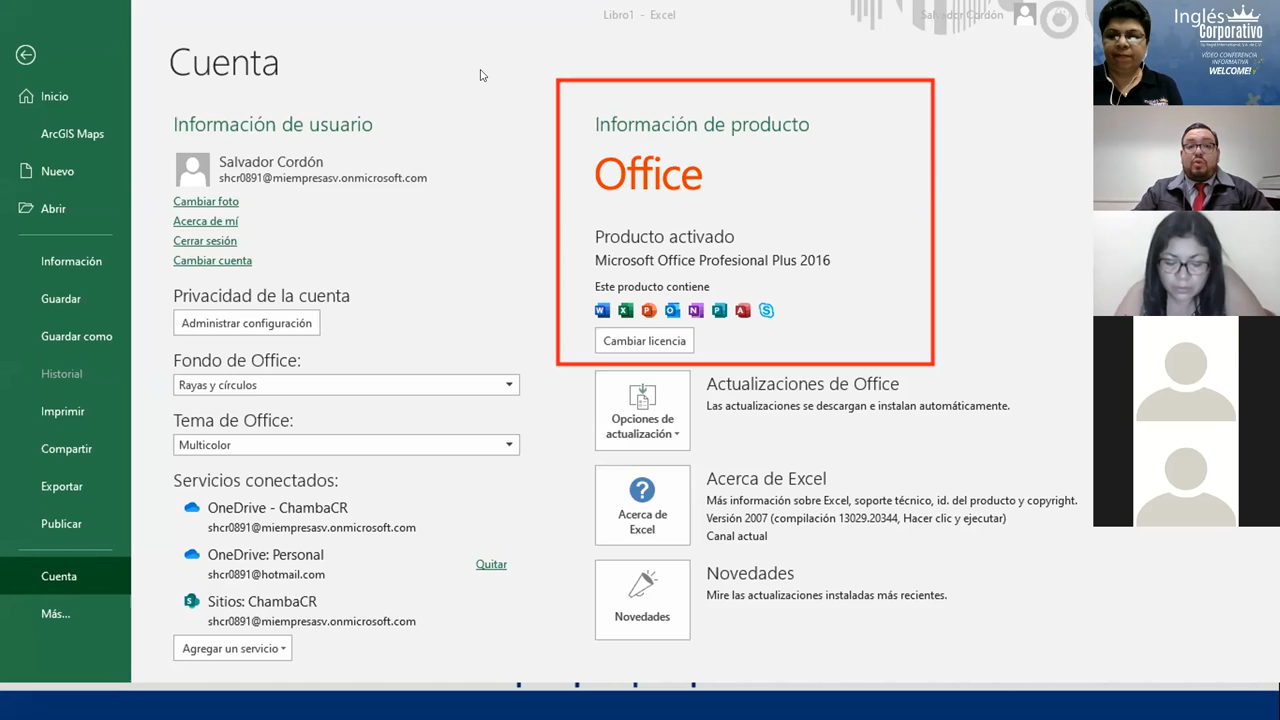 Libro1 - Excel
Salvador Cordón
Cuenta
Inicio
ArcGIS Maps
Nuevo
Abrir
Información
Guardar
Guardar como
Historial
Imprimir
Compartir
Exportar
Publicar
Cuenta
Más...
Información de usuario
Salvador Cordón
shcr0891@miempresasv.onmicrosoft.com
Cambiar foto
Acerca de mí
Cerrar sesión
Cambiar cuenta
Privacidad de la cuenta
Administrar configuración
Fondo de Office:
Rayas y círculos
Tema de Office:
Multicolor
Servicios conectados:
OneDrive - ChambaCR
shcr0891@miempresasv.onmicrosoft.com
OneDrive: Personal
shcr0891@hotmail.com
Quitar
Sitios: ChambaCR
shcr0891@miempresasv.onmicrosoft.com
Agregar un servicio
Información de producto
Office
Producto activado
Microsoft Office Profesional Plus 2016
Este producto contiene
Cambiar licencia
Opciones de
actualización
Actualizaciones de Office
Las actualizaciones se descargan e instalan automáticamente.
Acerca de
Excel
Acerca de Excel
Más información sobre Excel, soporte técnico, id. del producto y copyright.
Versión 2007 (compilación 13029.20344, Hacer clic y ejecutar)
Canal actual
Novedades
Novedades
Mire las actualizaciones instaladas más recientes.
Inglés
Corporativo
VIDEO CONFERENCIA
INFORMATIVA
WELCOME!